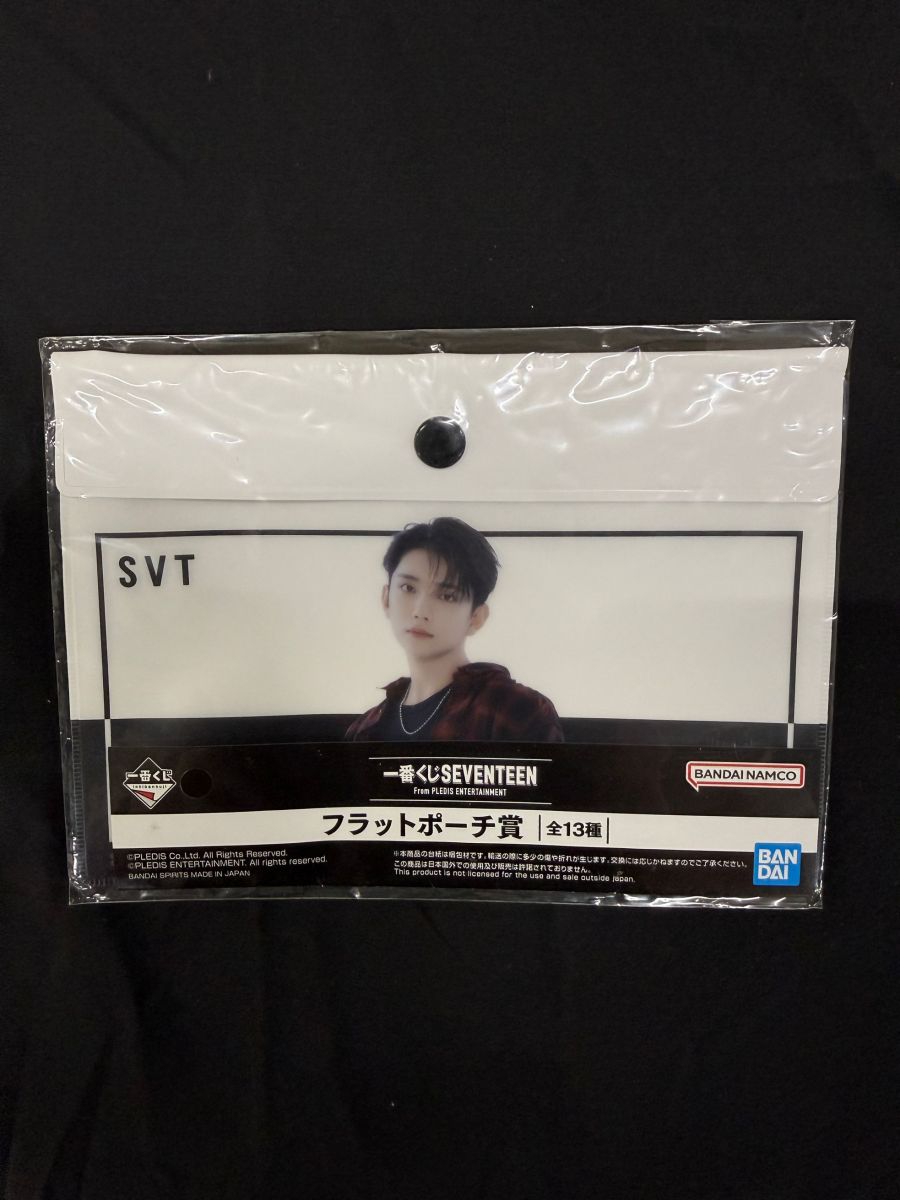 SVT
一番くじ
ichibankuji
一番くじSEVENTEEN
From PLEDIS ENTERTAINMENT
BANDAI NAMCO
フラットポーチ賞 |全13種|
©PLEDIS Co.,Ltd. All Rights Reserved.
©PLEDIS ENTERTAINMENT. All rights reserved.
BANDAI SPIRITS MADE IN JAPAN
※本商品の台紙は梱包材です。輸送の際に多少の傷や折れが生じます。交換には応じかねますのでご了承ください。
この商品は日本国外での使用及び販売は許諾されておりません。
This product is not licensed for the use and sale outside japan.
BAN
DAI